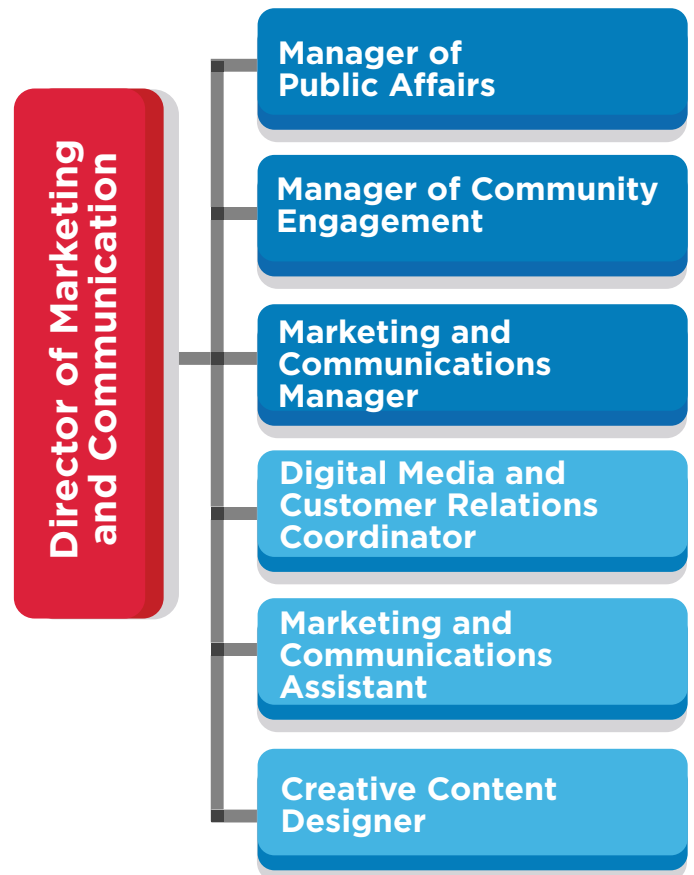 Director of Marketing
and Communication
Manager of
Public Affairs
Manager of Community
Engagement
Marketing and
Communications
Manager
Digital Media and
Customer Relations
Coordinator
Marketing and
Communications
Assistant
Creative Content
Designer